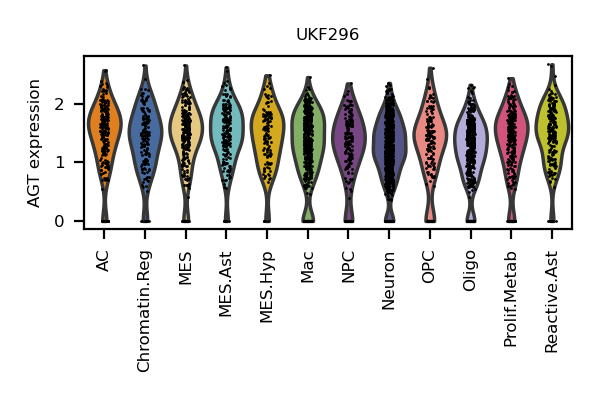 UKF296
AGT expression
2
1
0
AC
Chromatin.Reg
MES
MES.Ast
MES.Hyp
Mac
NPC
Neuron
OPC
Oligo
Prolif.Metab
Reactive.Ast